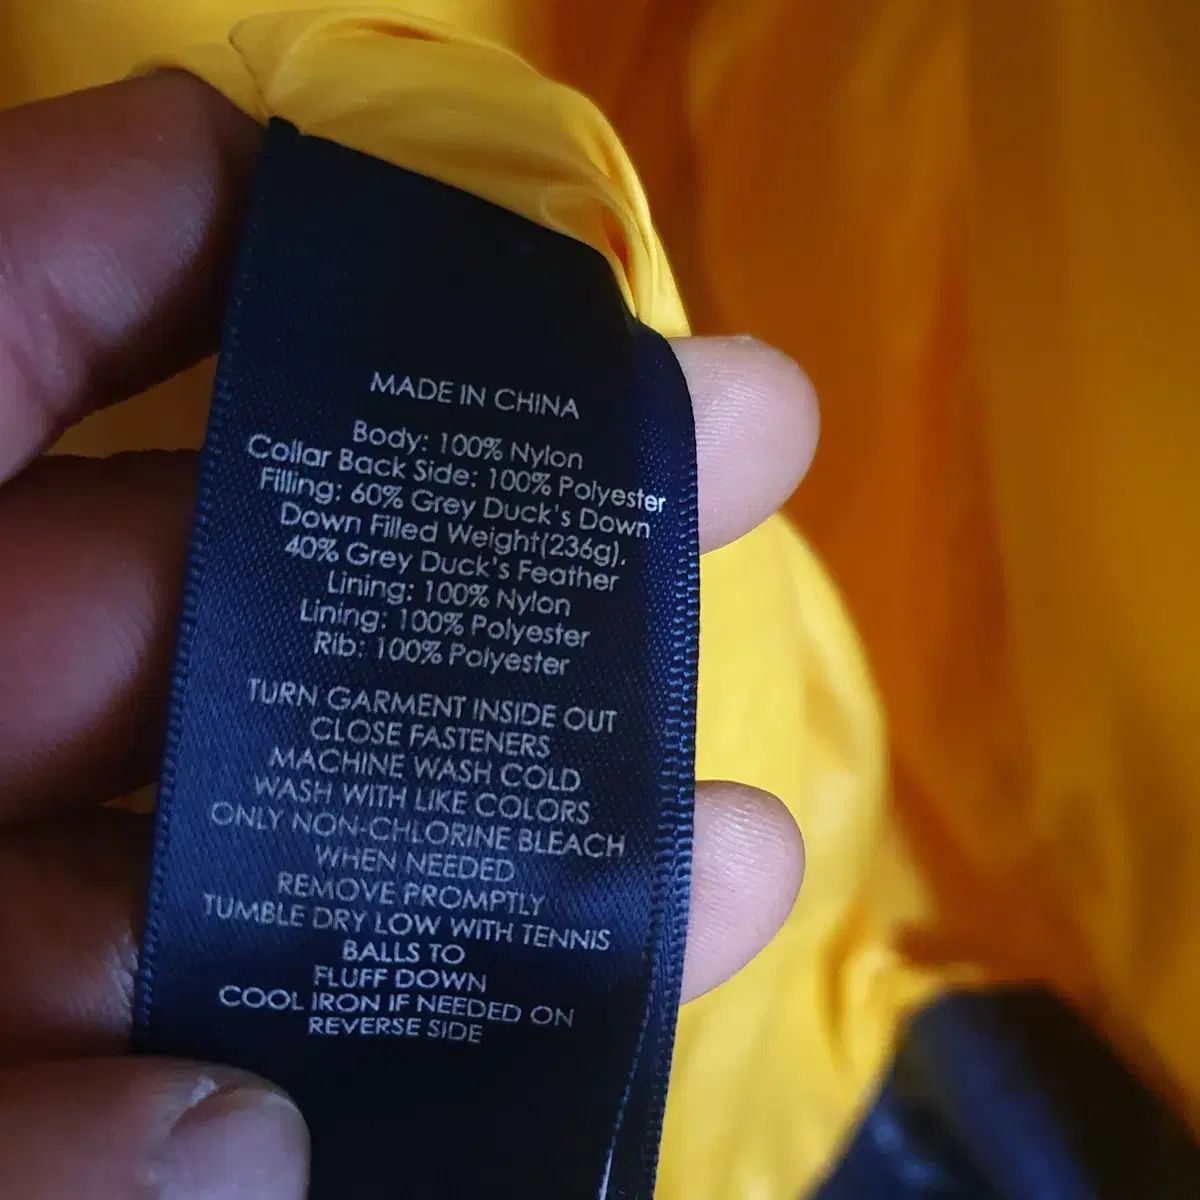 MADE IN CHINA
Body: 100% Nylon
Collar Back Side: 100% Polyester
Filling: 60% Grey Duck's Down
Down Filled Weight(236g),
40% Grey Duck's Feather
Lining: 100% Nylon
Lining: 100% Polyester
Rib: 100% Polyester
TURN GARMENT INSIDE OUT
CLOSE FASTENERS
MACHINE WASH COLD
WASH WITH LIKE COLORS
ONLY NON-CHLORINE BLEACH
WHEN NEEDED
REMOVE PROMPTLY
TUMBLE DRY LOW WITH TENNIS
BALLS TO
FLUFF DOWN
COOL IRON IF NEEDED ON
REVERSE SIDE